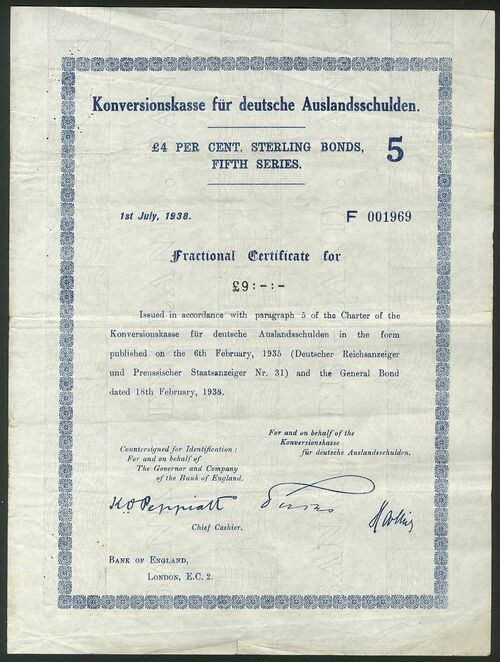 Konversionskasse für deutsche Auslandsschulden.
£4 PER CENT. STERLING BONDS,
FIFTH SERIES.
5
1st July, 1938.
F 001969
Fractional Certificate for
£9:-:-
Issued in accordance with paragraph 5 of the Charter of the
Konversionskasse für deutsche Auslandsschulden in the form
published on the 6th February, 1935 (Deutscher Reichsanzeiger
und Preussischer Staatsanzeiger Nr. 31) and the General Bond
dated 18th February, 1938.
For and on behalf of the
Konversionskasse
für deutsche Auslandsschulden.
Countersigned for Identification:
For and on behalf of
The Governor and Company
of the Bank of England.
K O Peppiatt
Chief Cashier.
BANK OF ENGLAND,
LONDON, E.C. 2.